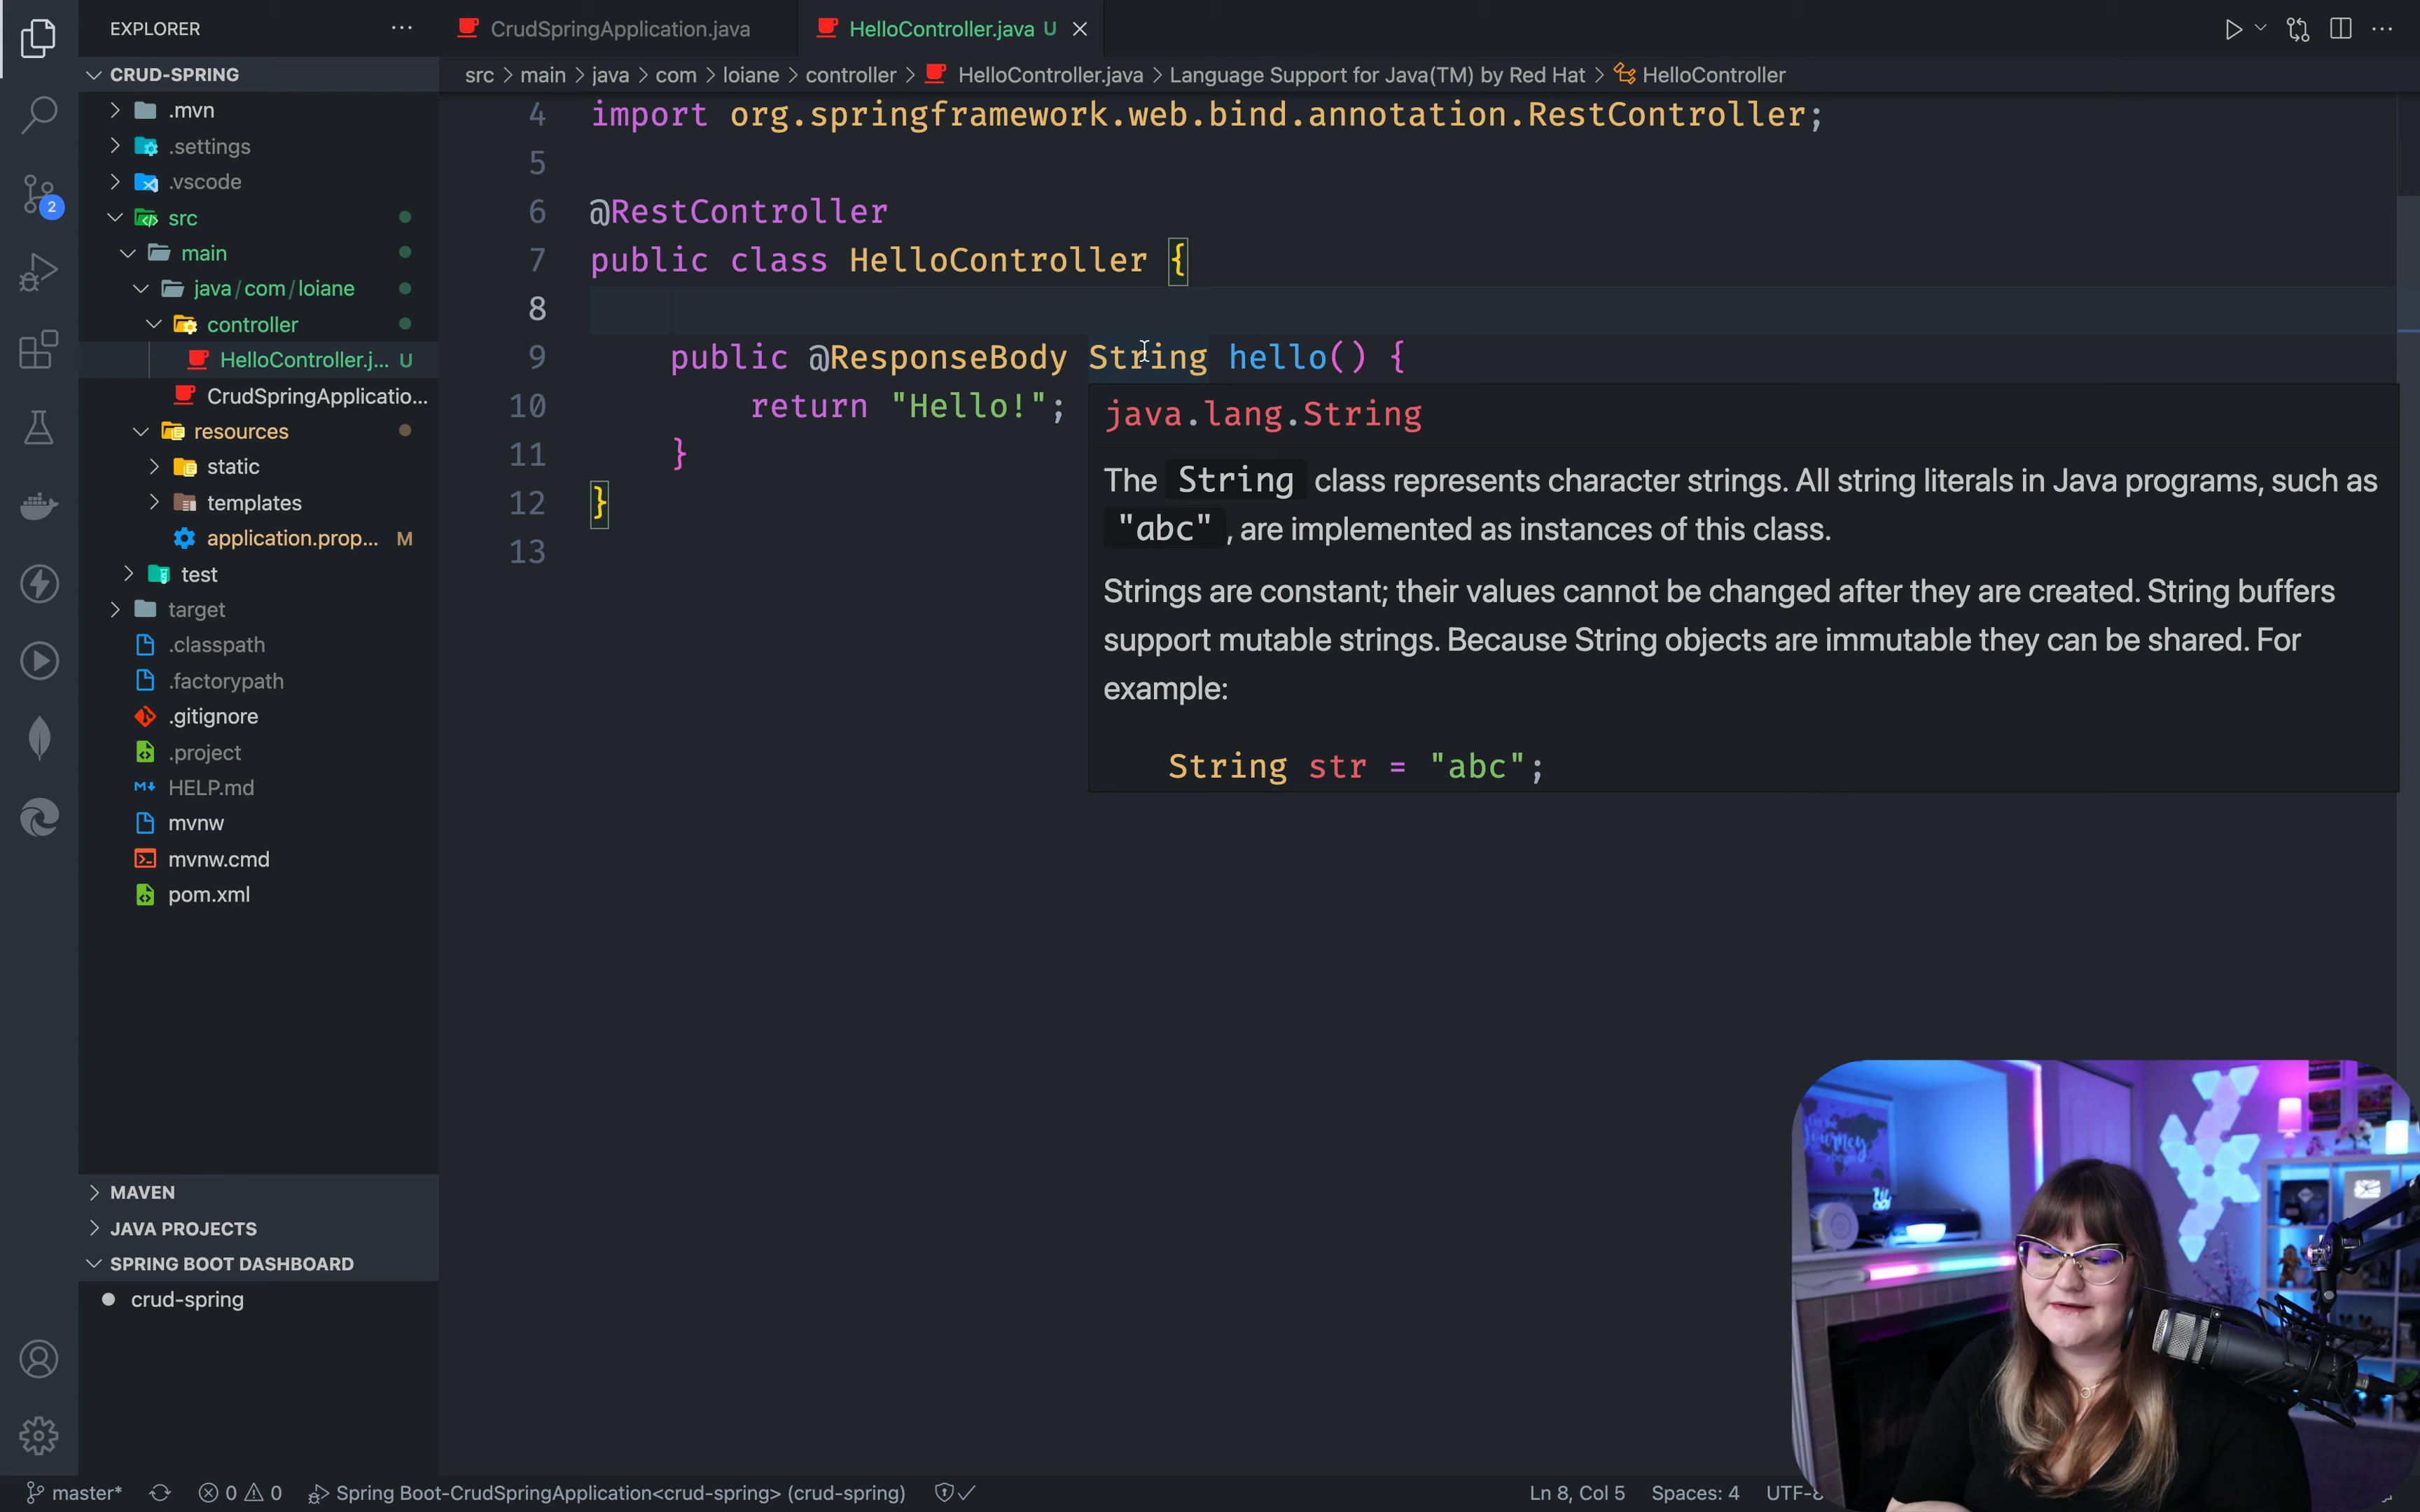 EXPLORER
CrudSpringApplication.java
HelloController.java U
CRUD-SPRING
src > main > java > com > loiane > controller > HelloController.java > Language Support for Java(TM) by Red Hat > HelloController
.mvn
.settings
.vscode
src
main
java/com/loiane
controller
HelloController.j... U
CrudSpringApplicatio...
resources
static
templates
application.prop... M
test
target
.classpath
.factorypath
.gitignore
.project
HELP.md
mvnw
mvnw.cmd
pom.xml
MAVEN
JAVA PROJECTS
SPRING BOOT DASHBOARD
crud-spring
2
4 import org.springframework.web.bind.annotation.RestController;
5
6 @RestController
7 public class HelloController {
8
9 public @ResponseBody String hello() {
10 return "Hello!";
11 }
12 }
13
java.lang.String
The String class represents character strings. All string literals in Java programs, such as
"abc", are implemented as instances of this class.
Strings are constant; their values cannot be changed after they are created. String buffers
support mutable strings. Because String objects are immutable they can be shared. For
example:
String str = "abc";
Journey
master* 0 0 Spring Boot-CrudSpringApplication<crud-spring> (crud-spring) Ln 8, Col 5 Spaces: 4 UTF-8